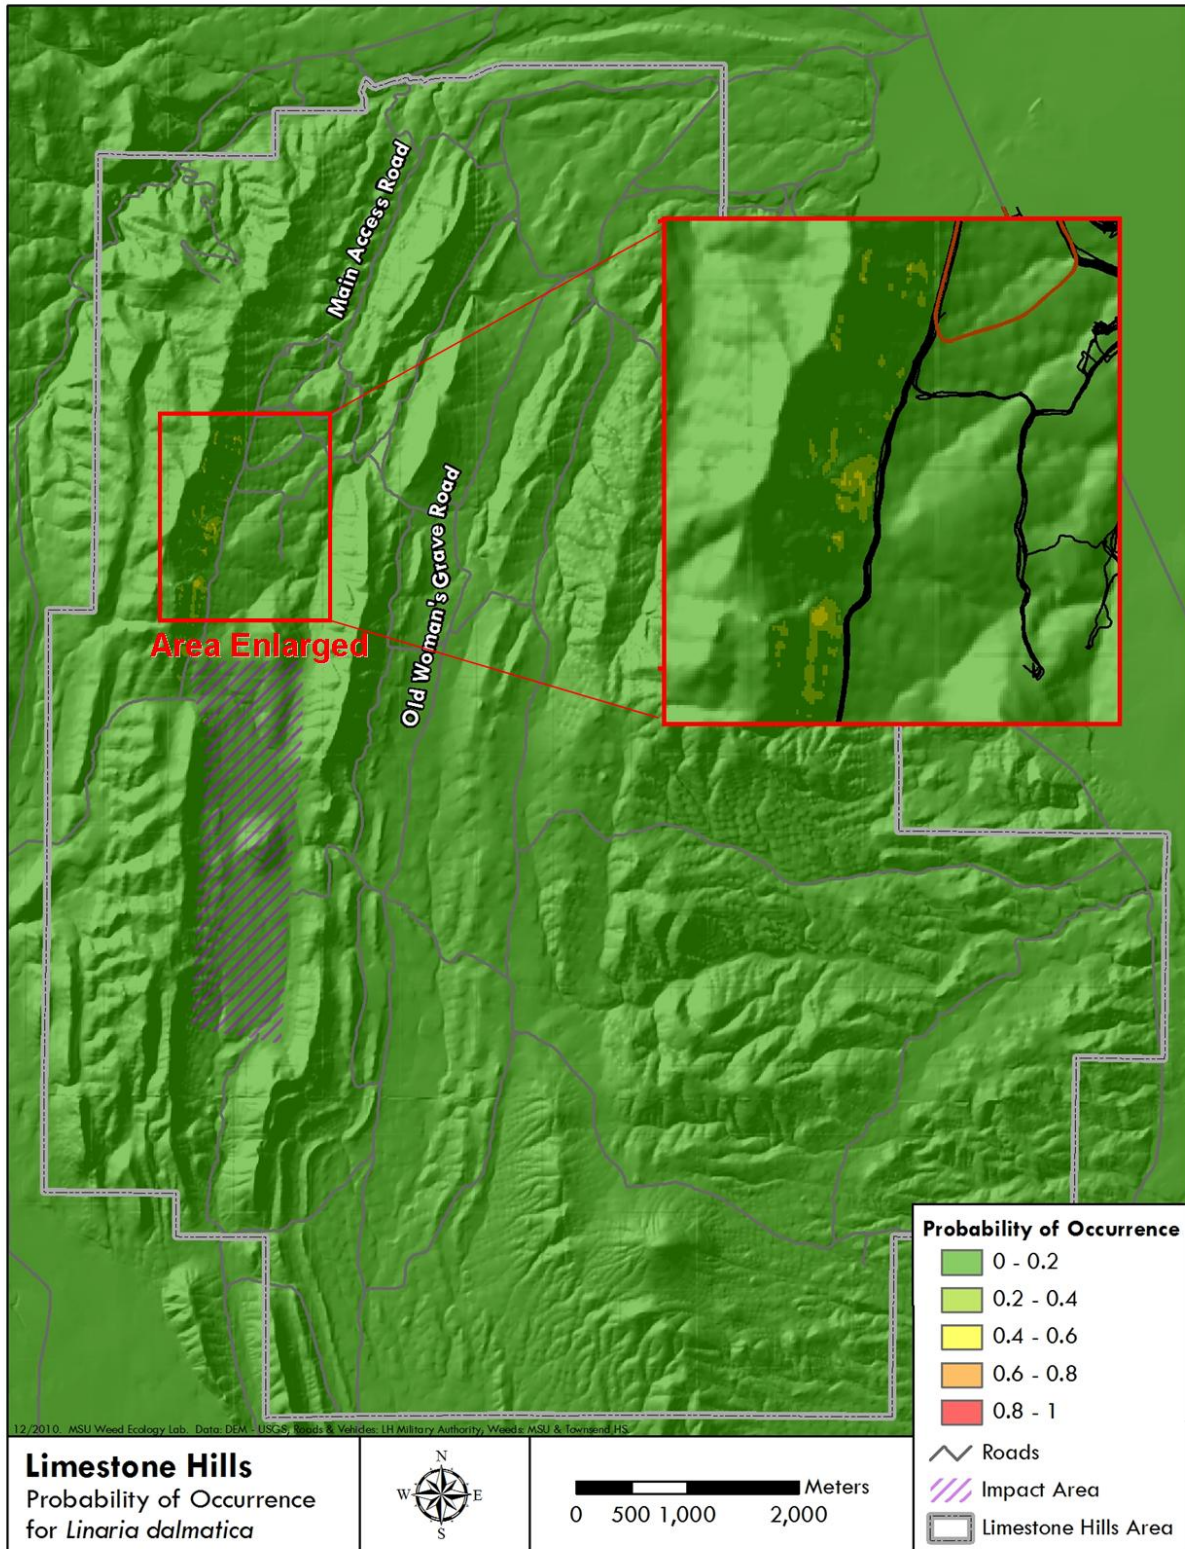 Main Access Road
Old Woman's Grave Road
Area Enlarged
Probability of Occurrence
0 - 0.2
0.2 - 0.4
0.4 - 0.6
0.6 - 0.8
0.8 - 1
Roads
Impact Area
Limestone Hills Area
12/2010. MSU Weed Ecology Lab. Data: DEM - USGS, Roads & Vehicles: LH Military Authority, Weeds: MSU & Townsend HS
Limestone Hills
Probability of Occurrence
for Linaria dalmatica
N
W E
S
Meters
0 500 1,000 2,000